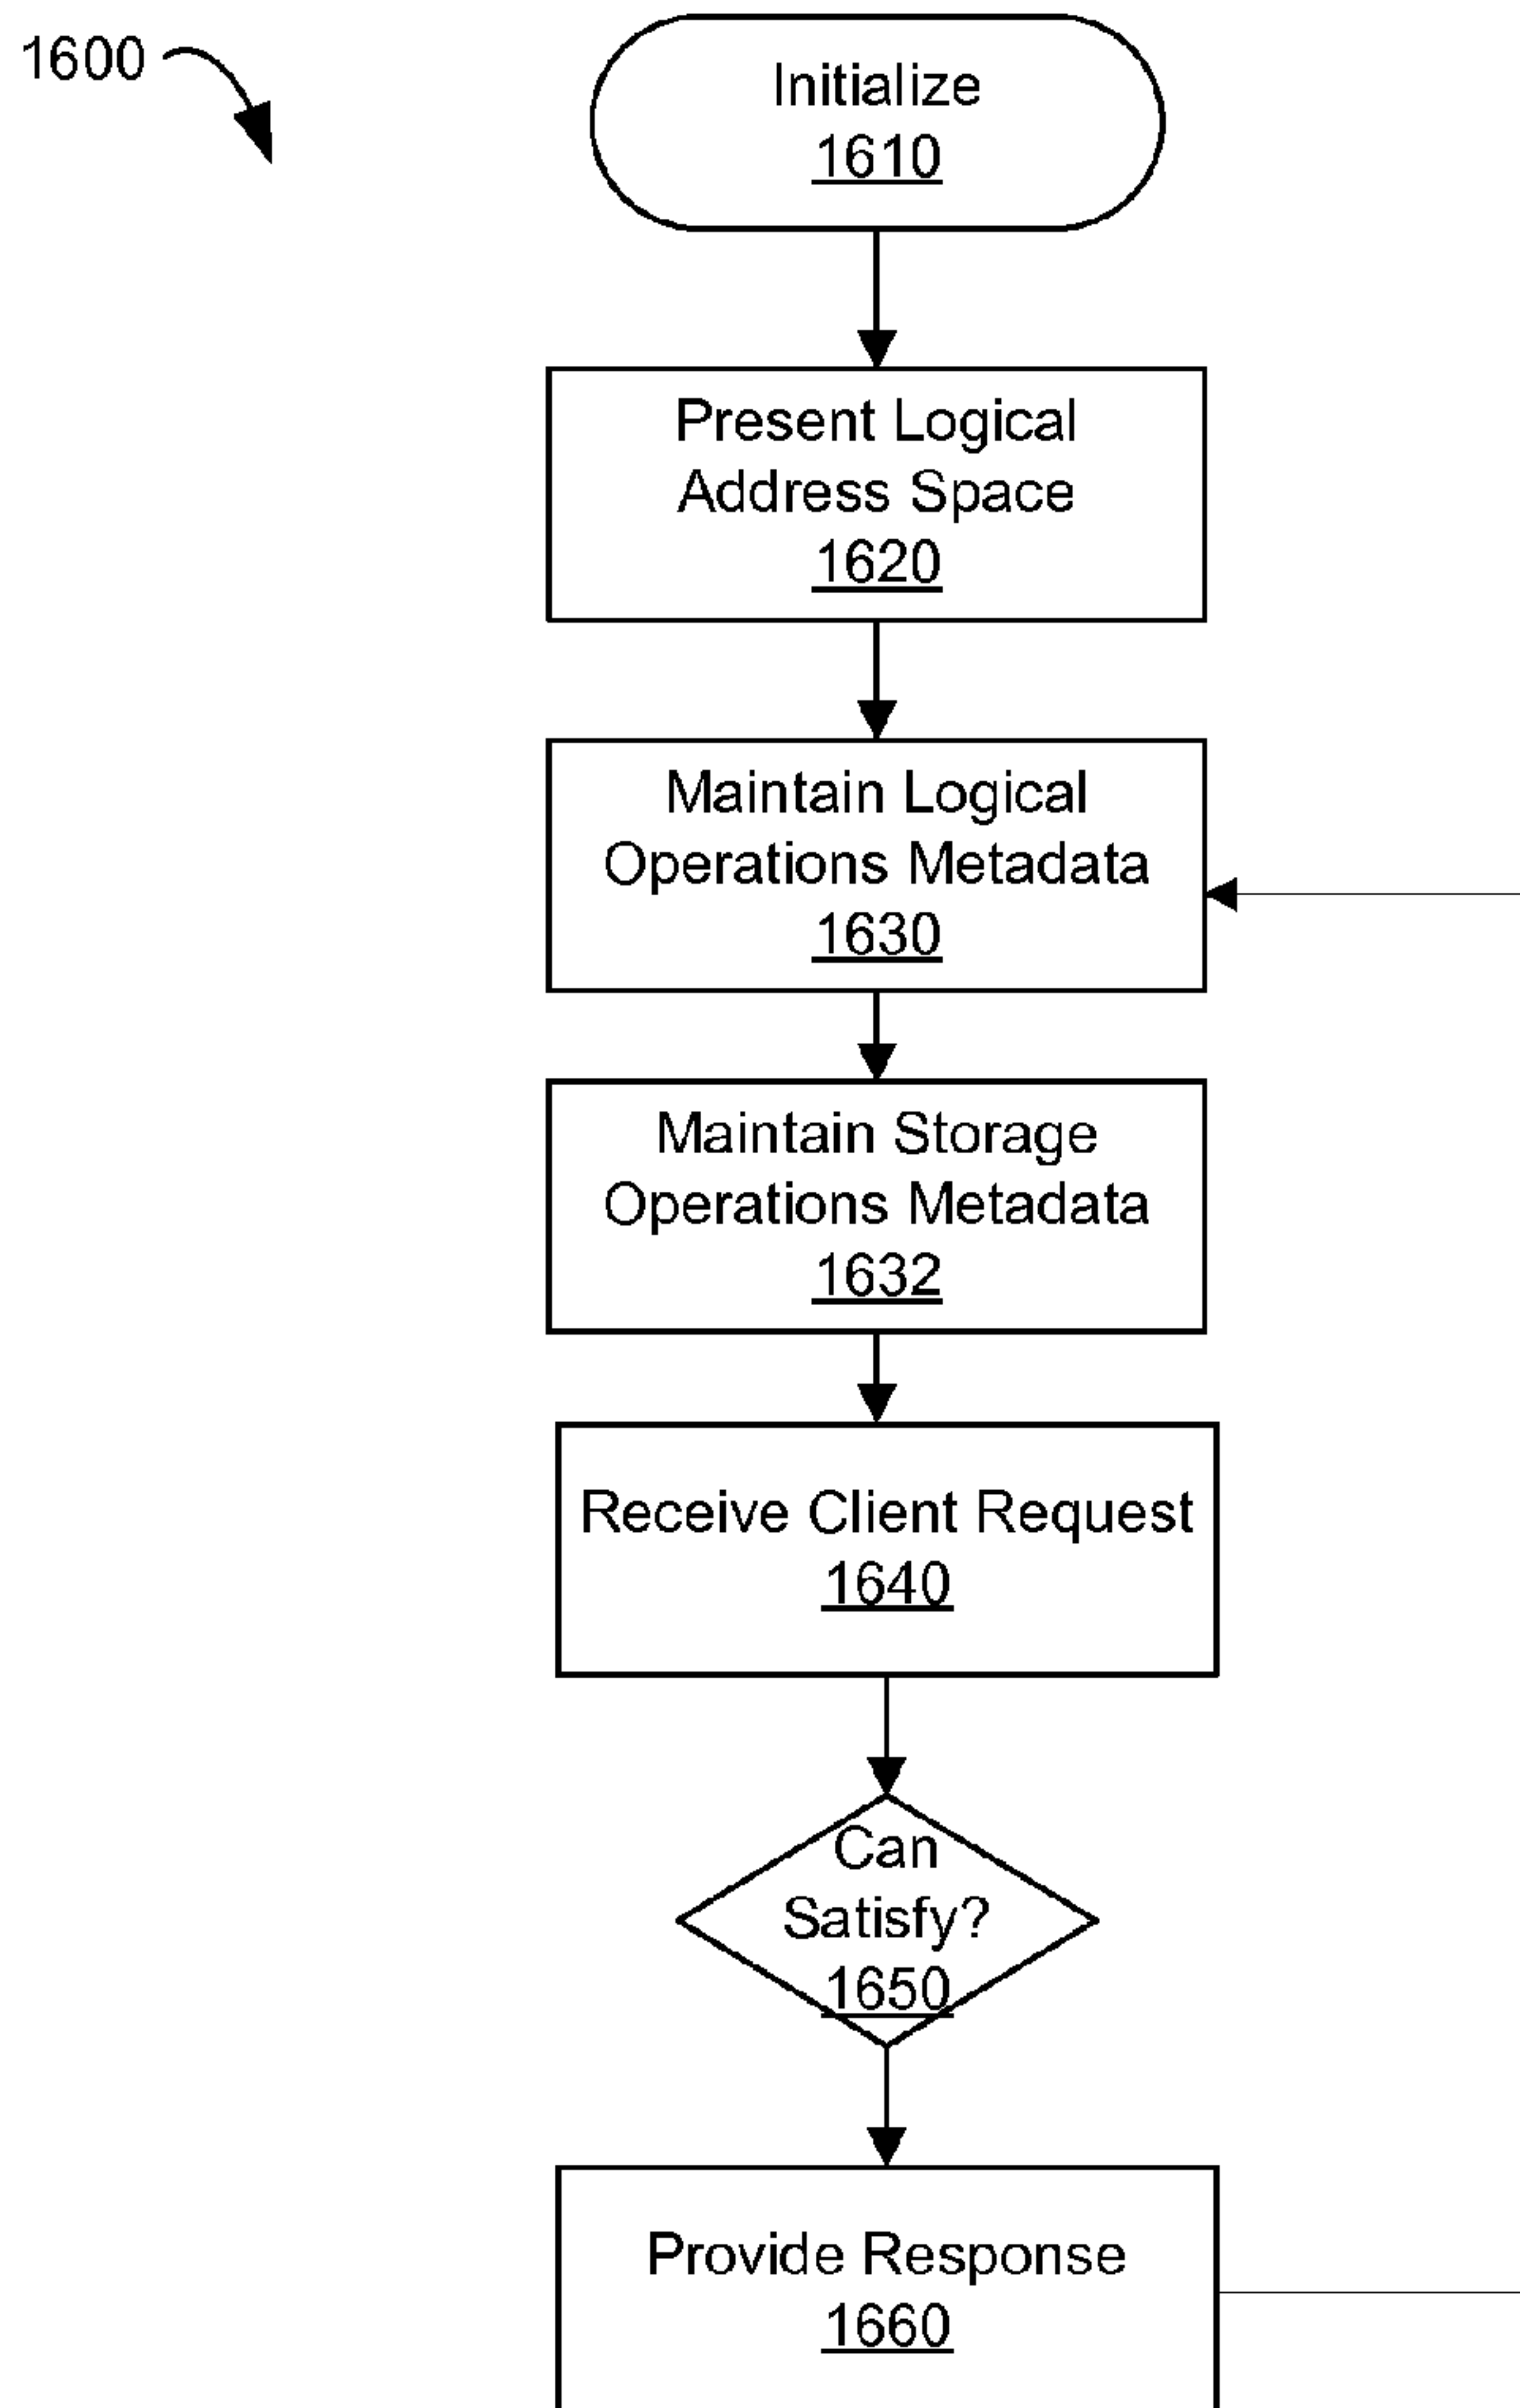 1600
Initialize
1610
Present Logical
Address Space
1620
Maintain Logical
Operations Metadata
1630
Maintain Storage
Operations Metadata
1632
Receive Client Request
1640
Can
Satisfy?
1650
Provide Response
1660